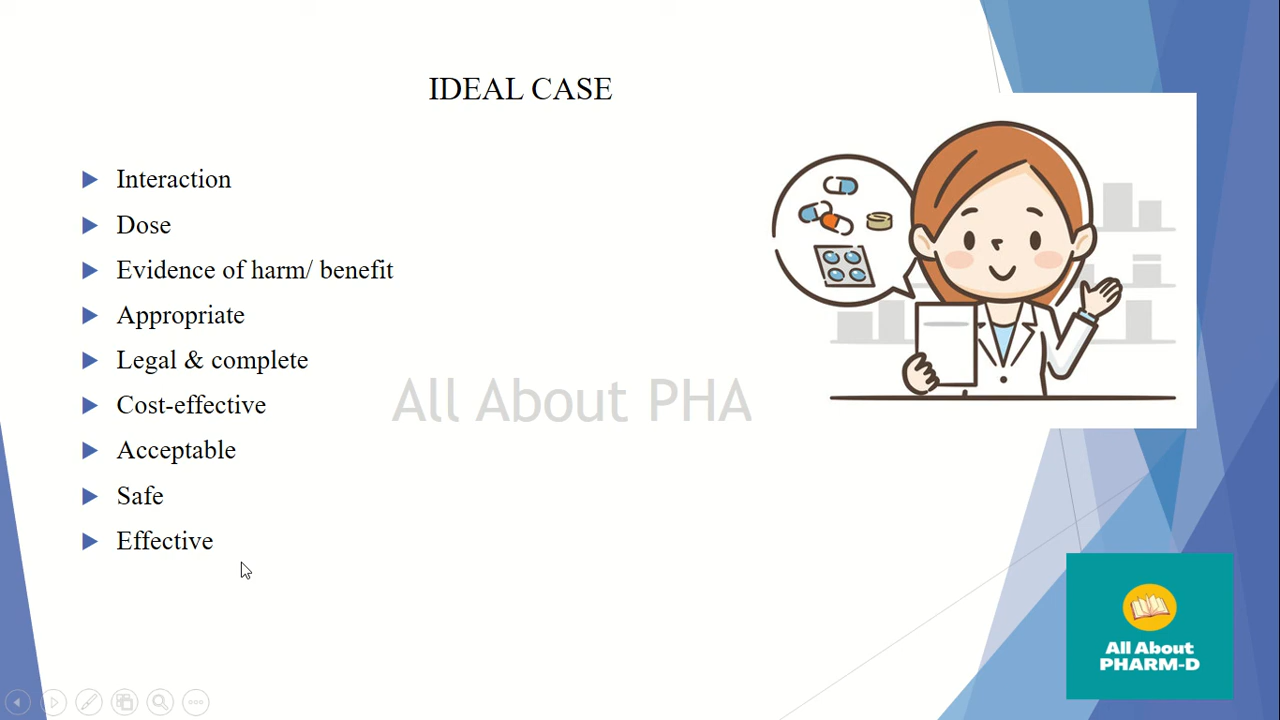 IDEAL CASE
Interaction
Dose
Evidence of harm/ benefit
Appropriate
Legal & complete
Cost-effective
All About PHA
Acceptable
Safe
Effective
All About
PHARM-D